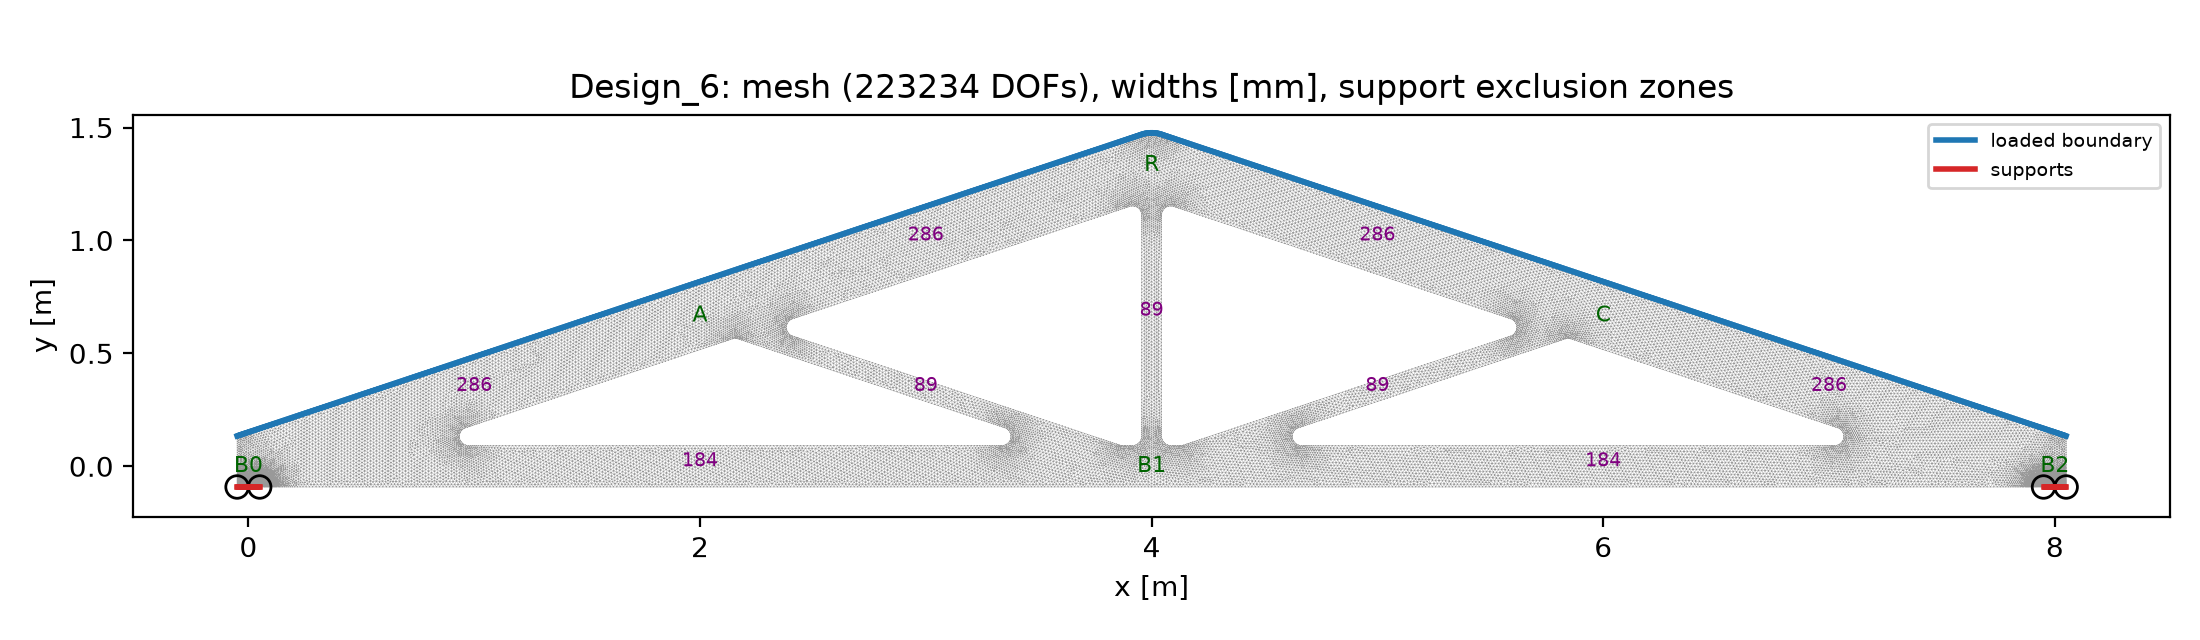 Design_6: mesh (223234 DOFs), widths [mm], support exclusion zones
loaded boundary
supports
1.5
1.0
0.5
0.0
y [m]
R
286
286
A
89
C
286
89
89
286
B0
184
B1
184
B2
0
2
4
6
8
x [m]